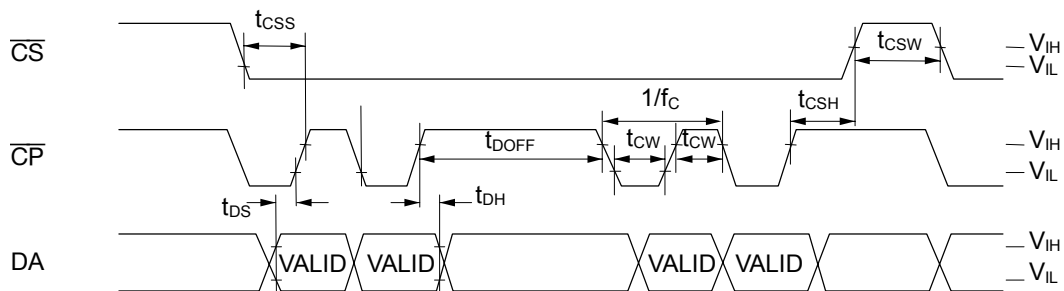 tCSS
CS
tCSW
VIH
VIL
1/fC
tCSH
CP
tDOFF
tCW
tCW
VIH
VIL
tDS
tDH
DA
VALID
VALID
VALID
VALID
VIH
VIL